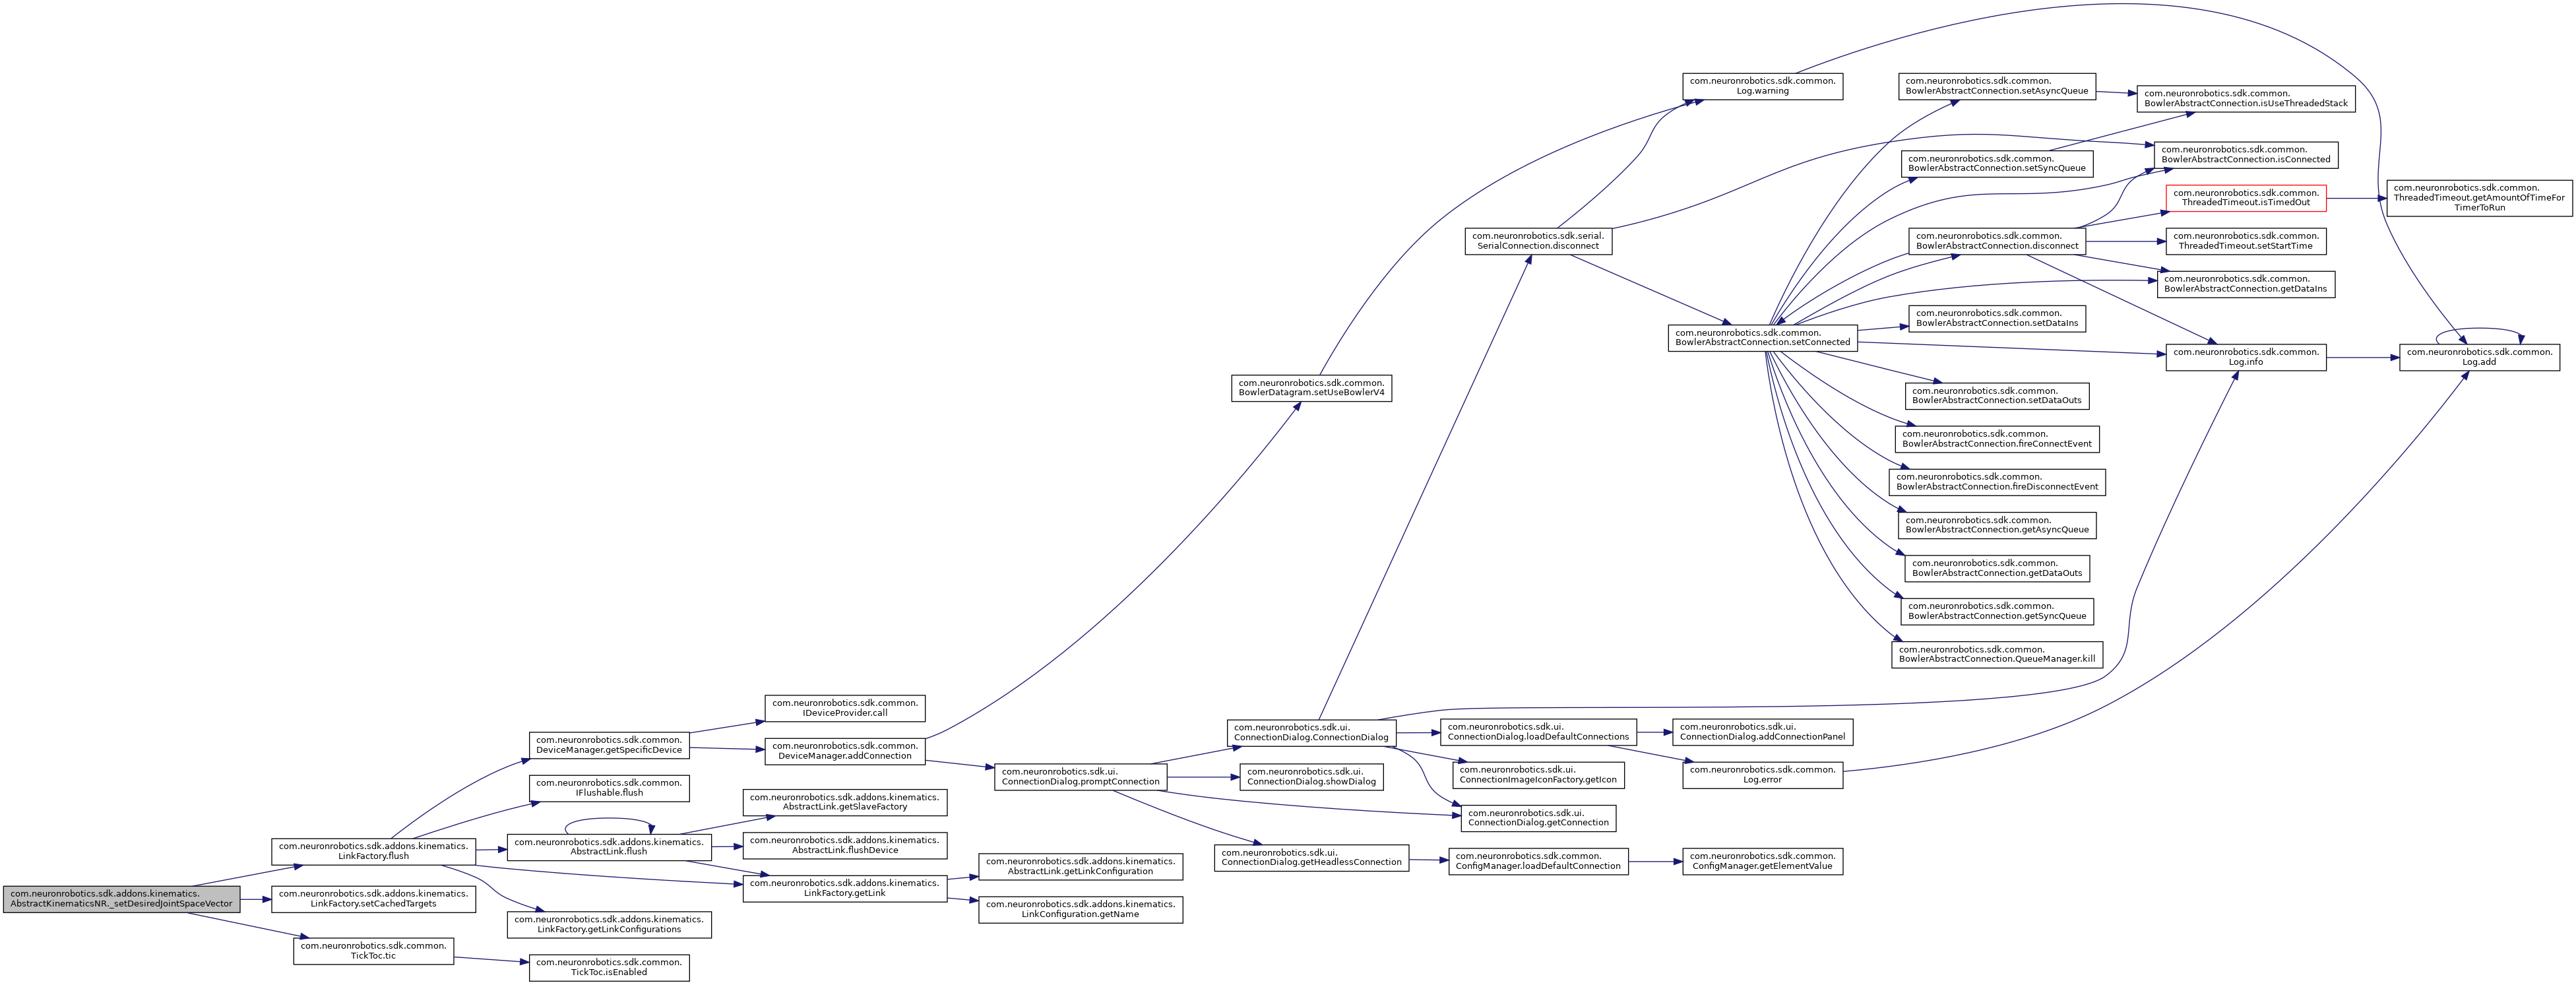 com.neuronrobotics.sdk.addons.kinematics.
AbstractKinematicsNR._setDesiredJointSpaceVector
com.neuronrobotics.sdk.addons.kinematics.
LinkFactory.flush
com.neuronrobotics.sdk.addons.kinematics.
LinkFactory.setCachedTargets
com.neuronrobotics.sdk.common.
TickToc.tic
com.neuronrobotics.sdk.common.
DeviceManager.getSpecificDevice
com.neuronrobotics.sdk.common.
IFlushable.flush
com.neuronrobotics.sdk.addons.kinematics.
AbstractLink.flush
com.neuronrobotics.sdk.addons.kinematics.
LinkFactory.getLinkConfigurations
com.neuronrobotics.sdk.common.
TickToc.isEnabled
com.neuronrobotics.sdk.common.
IDeviceProvider.call
com.neuronrobotics.sdk.common.
DeviceManager.addConnection
com.neuronrobotics.sdk.addons.kinematics.
AbstractLink.getSlaveFactory
com.neuronrobotics.sdk.addons.kinematics.
AbstractLink.flushDevice
com.neuronrobotics.sdk.addons.kinematics.
LinkFactory.getLink
com.neuronrobotics.sdk.ui.
ConnectionDialog.promptConnection
com.neuronrobotics.sdk.addons.kinematics.
AbstractLink.getLinkConfiguration
com.neuronrobotics.sdk.addons.kinematics.
LinkConfiguration.getName
com.neuronrobotics.sdk.common.
BowlerDatagram.setUseBowlerV4
com.neuronrobotics.sdk.ui.
ConnectionDialog.ConnectionDialog
com.neuronrobotics.sdk.ui.
ConnectionDialog.showDialog
com.neuronrobotics.sdk.ui.
ConnectionDialog.getHeadlessConnection
com.neuronrobotics.sdk.serial.
SerialConnection.disconnect
com.neuronrobotics.sdk.ui.
ConnectionDialog.loadDefaultConnections
com.neuronrobotics.sdk.ui.
ConnectionImageIconFactory.getIcon
com.neuronrobotics.sdk.ui.
ConnectionDialog.getConnection
com.neuronrobotics.sdk.common.
ConfigManager.loadDefaultConnection
com.neuronrobotics.sdk.common.
Log.warning
com.neuronrobotics.sdk.common.
BowlerAbstractConnection.setConnected
com.neuronrobotics.sdk.ui.
ConnectionDialog.addConnectionPanel
com.neuronrobotics.sdk.common.
Log.error
com.neuronrobotics.sdk.common.
ConfigManager.getElementValue
com.neuronrobotics.sdk.common.
BowlerAbstractConnection.setAsyncQueue
com.neuronrobotics.sdk.common.
BowlerAbstractConnection.setSyncQueue
com.neuronrobotics.sdk.common.
BowlerAbstractConnection.disconnect
com.neuronrobotics.sdk.common.
BowlerAbstractConnection.setDataIns
com.neuronrobotics.sdk.common.
BowlerAbstractConnection.setDataOuts
com.neuronrobotics.sdk.common.
BowlerAbstractConnection.fireConnectEvent
com.neuronrobotics.sdk.common.
BowlerAbstractConnection.fireDisconnectEvent
com.neuronrobotics.sdk.common.
BowlerAbstractConnection.getAsyncQueue
com.neuronrobotics.sdk.common.
BowlerAbstractConnection.getDataOuts
com.neuronrobotics.sdk.common.
BowlerAbstractConnection.getSyncQueue
com.neuronrobotics.sdk.common.
BowlerAbstractConnection.QueueManager.kill
com.neuronrobotics.sdk.common.
BowlerAbstractConnection.isUseThreadedStack
com.neuronrobotics.sdk.common.
BowlerAbstractConnection.isConnected
com.neuronrobotics.sdk.common.
ThreadedTimeout.isTimedOut
com.neuronrobotics.sdk.common.
ThreadedTimeout.setStartTime
com.neuronrobotics.sdk.common.
BowlerAbstractConnection.getDataIns
com.neuronrobotics.sdk.common.
Log.info
com.neuronrobotics.sdk.common.
ThreadedTimeout.getAmountOfTimeFor
TimerToRun
com.neuronrobotics.sdk.common.
Log.add